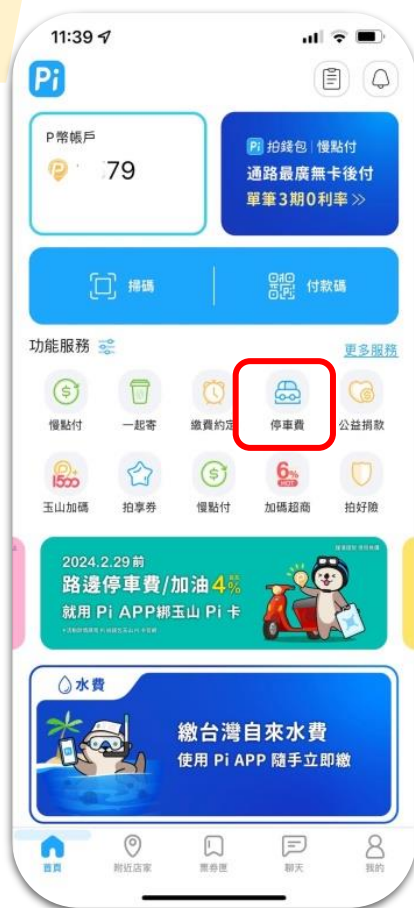 11:39
Pi
P幣帳戶
79
Pi 拍錢包|慢點付
通路最廣無卡後付
單筆3期0利率
掃碼
付款碼
功能服務
更多服務
慢點付
一起寄
繳費約定
停車費
公益捐款
1500
6%
HOT
玉山加碼
拍享券
慢點付
加碼超商
拍好險
2024.2.29前
路邊停車費/加油4%
就用 Pi APP綁玉山 Pi 卡
水費
繳台灣自來水費
使用 Pi APP 隨手立即繳
首頁
附近店家
票券匣
聊天
我的